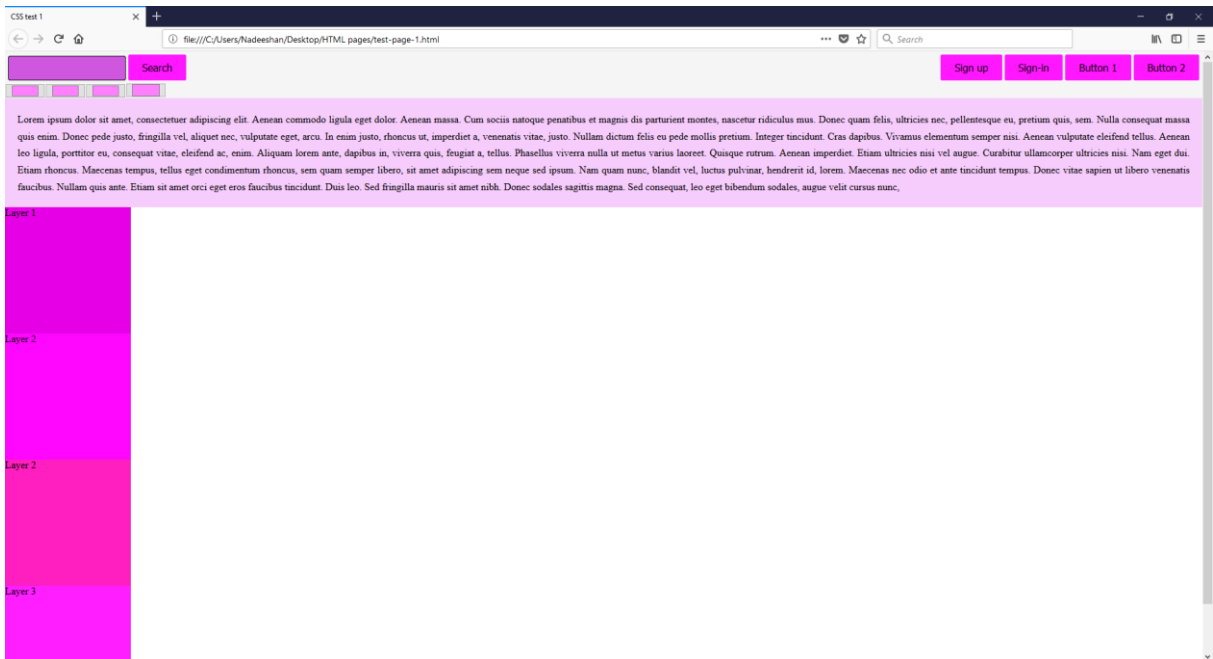 CSS test 1
file:///C:/Users/Nadeeshan/Desktop/HTML pages/test-page-1.html
Search
Search
Sign up
Sign-in
Button 1
Button 2
Lorem ipsum dolor sit amet, consectetuer adipiscing elit. Aenean commodo ligula eget dolor. Aenean massa. Cum sociis natoque penatibus et magnis dis parturient montes, nascetur ridiculus mus. Donec quam felis, ultricies nec, pellentesque eu, pretium quis, sem. Nulla consequat massa
quis enim. Donec pede justo, fringilla vel, aliquet nec, vulputate eget, arcu. In enim justo, rhoncus ut, imperdiet a, venenatis vitae, justo. Nullam dictum felis eu pede mollis pretium. Integer tincidunt. Cras dapibus. Vivamus elementum semper nisi. Aenean vulputate eleifend tellus. Aenean
leo ligula, porttitor eu, consequat vitae, eleifend ac, enim. Aliquam lorem ante, dapibus in, viverra quis, feugiat a, tellus. Phasellus viverra nulla ut metus varius laoreet. Quisque rutrum. Aenean imperdiet. Etiam ultricies nisi vel augue. Curabitur ullamcorper ultricies nisi. Nam eget dui.
Etiam rhoncus. Maecenas tempus, tellus eget condimentum rhoncus, sem quam semper libero, sit amet adipiscing sem neque sed ipsum. Nam quam nunc, blandit vel, luctus pulvinar, hendrerit id, lorem. Maecenas nec odio et ante tincidunt tempus. Donec vitae sapien ut libero venenatis
faucibus. Nullam quis ante. Etiam sit amet orci eget eros faucibus tincidunt. Duis leo. Sed fringilla mauris sit amet nibh. Donec sodales sagittis magna. Sed consequat, leo eget bibendum sodales, augue velit cursus nunc,
Layer 1
Layer 2
Layer 2
Layer 3